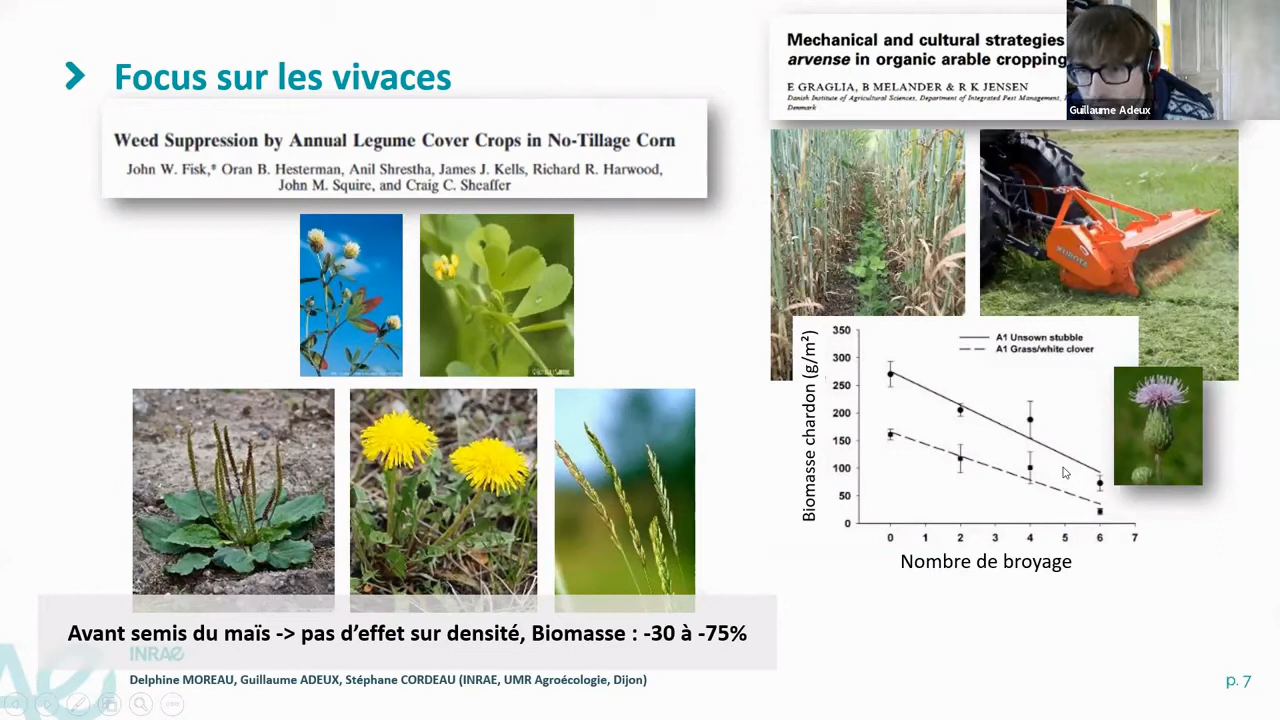 Focus sur les vivaces
Weed Suppression by Annual Legume Cover Crops in No-Tillage Corn
John W. Fisk,* Oran B. Hesterman, Anil Shrestha, James J. Kells, Richard R. Harwood,
John M. Squire, and Craig C. Sheaffer
Mechanical and cultural strategies
arvense in organic arable cropping
E GRAGLIA, B MELANDER & R K JENSEN
Danish Institute of Agricultural Sciences, Department of Integrated Pest Management,
Denmark
Guillaume Adeux
KUBOTA
Biomasse chardon (g/m²)
350
300
250
200
150
100
50
0
A1 Unsown stubble
A1 Grass/white clover
0 1 2 3 4 5 6 7
Nombre de broyage
Avant semis du maïs -> pas d'effet sur densité, Biomasse : -30 à -75%
INRAE
Delphine MOREAU, Guillaume ADEUX, Stéphane CORDEAU (INRAE, UMR Agroécologie, Dijon)
p. 7